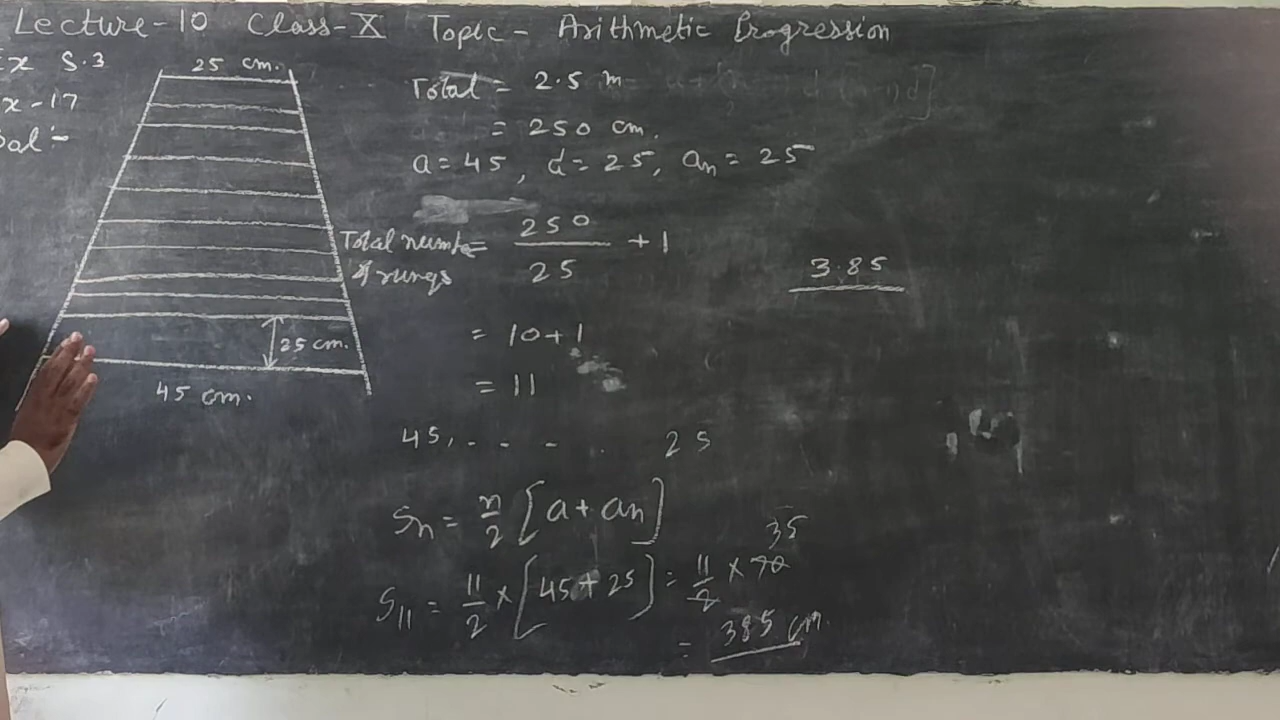 Lecture-10 Class-X Topic - Arithmetic Progression
Ex 5.3
x-17
25 cm.
25 cm.
45 cm.
Total = 2.5 m
= 250 cm.
a = 45, d = 25, an = 25
Total number of rungs = 250/25 + 1
= 10+1
= 11
3.85
45, - - - . 25
Sn = n/2 [a + an]
S11 = 11/2 × [45 + 25] = 11/2 × 70 35
= 385 cm.